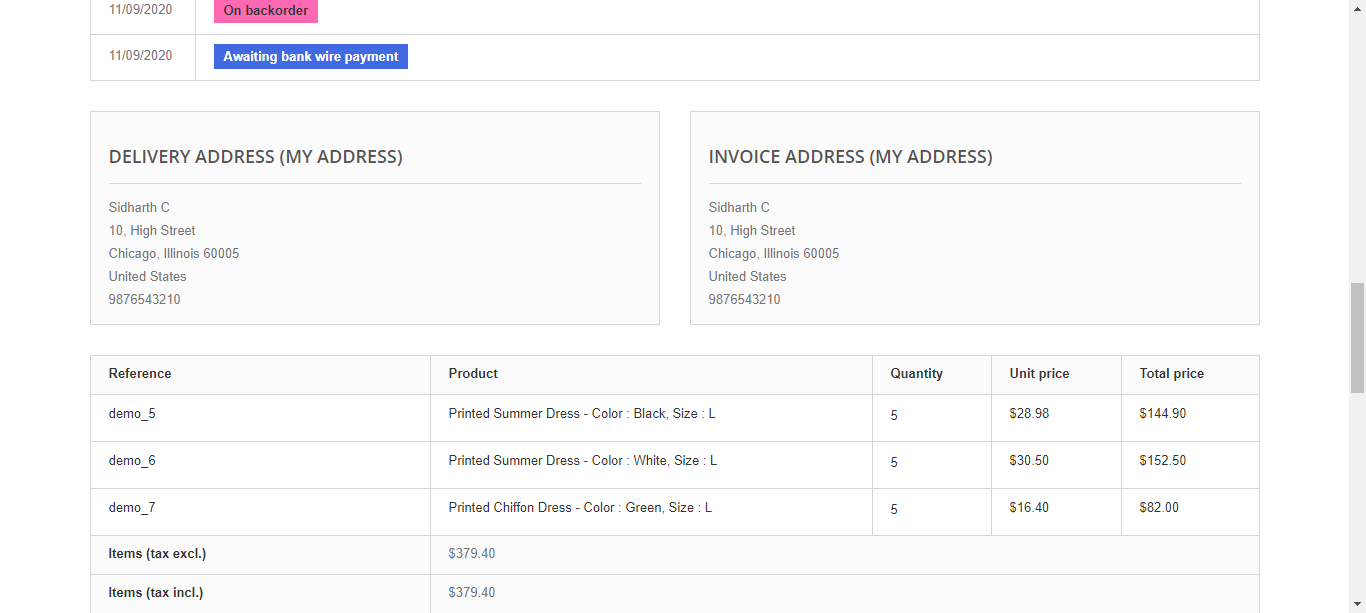 11/09/2020 On backorder
11/09/2020 Awaiting bank wire payment
DELIVERY ADDRESS (MY ADDRESS)
Sidharth C
10, High Street
Chicago, Illinois 60005
United States
9876543210
INVOICE ADDRESS (MY ADDRESS)
Sidharth C
10, High Street
Chicago, Illinois 60005
United States
9876543210
Reference Product Quantity Unit price Total price
demo_5 Printed Summer Dress - Color : Black, Size : L 5 $28.98 $144.90
demo_6 Printed Summer Dress - Color : White, Size : L 5 $30.50 $152.50
demo_7 Printed Chiffon Dress - Color : Green, Size : L 5 $16.40 $82.00
Items (tax excl.) $379.40
Items (tax incl.) $379.40